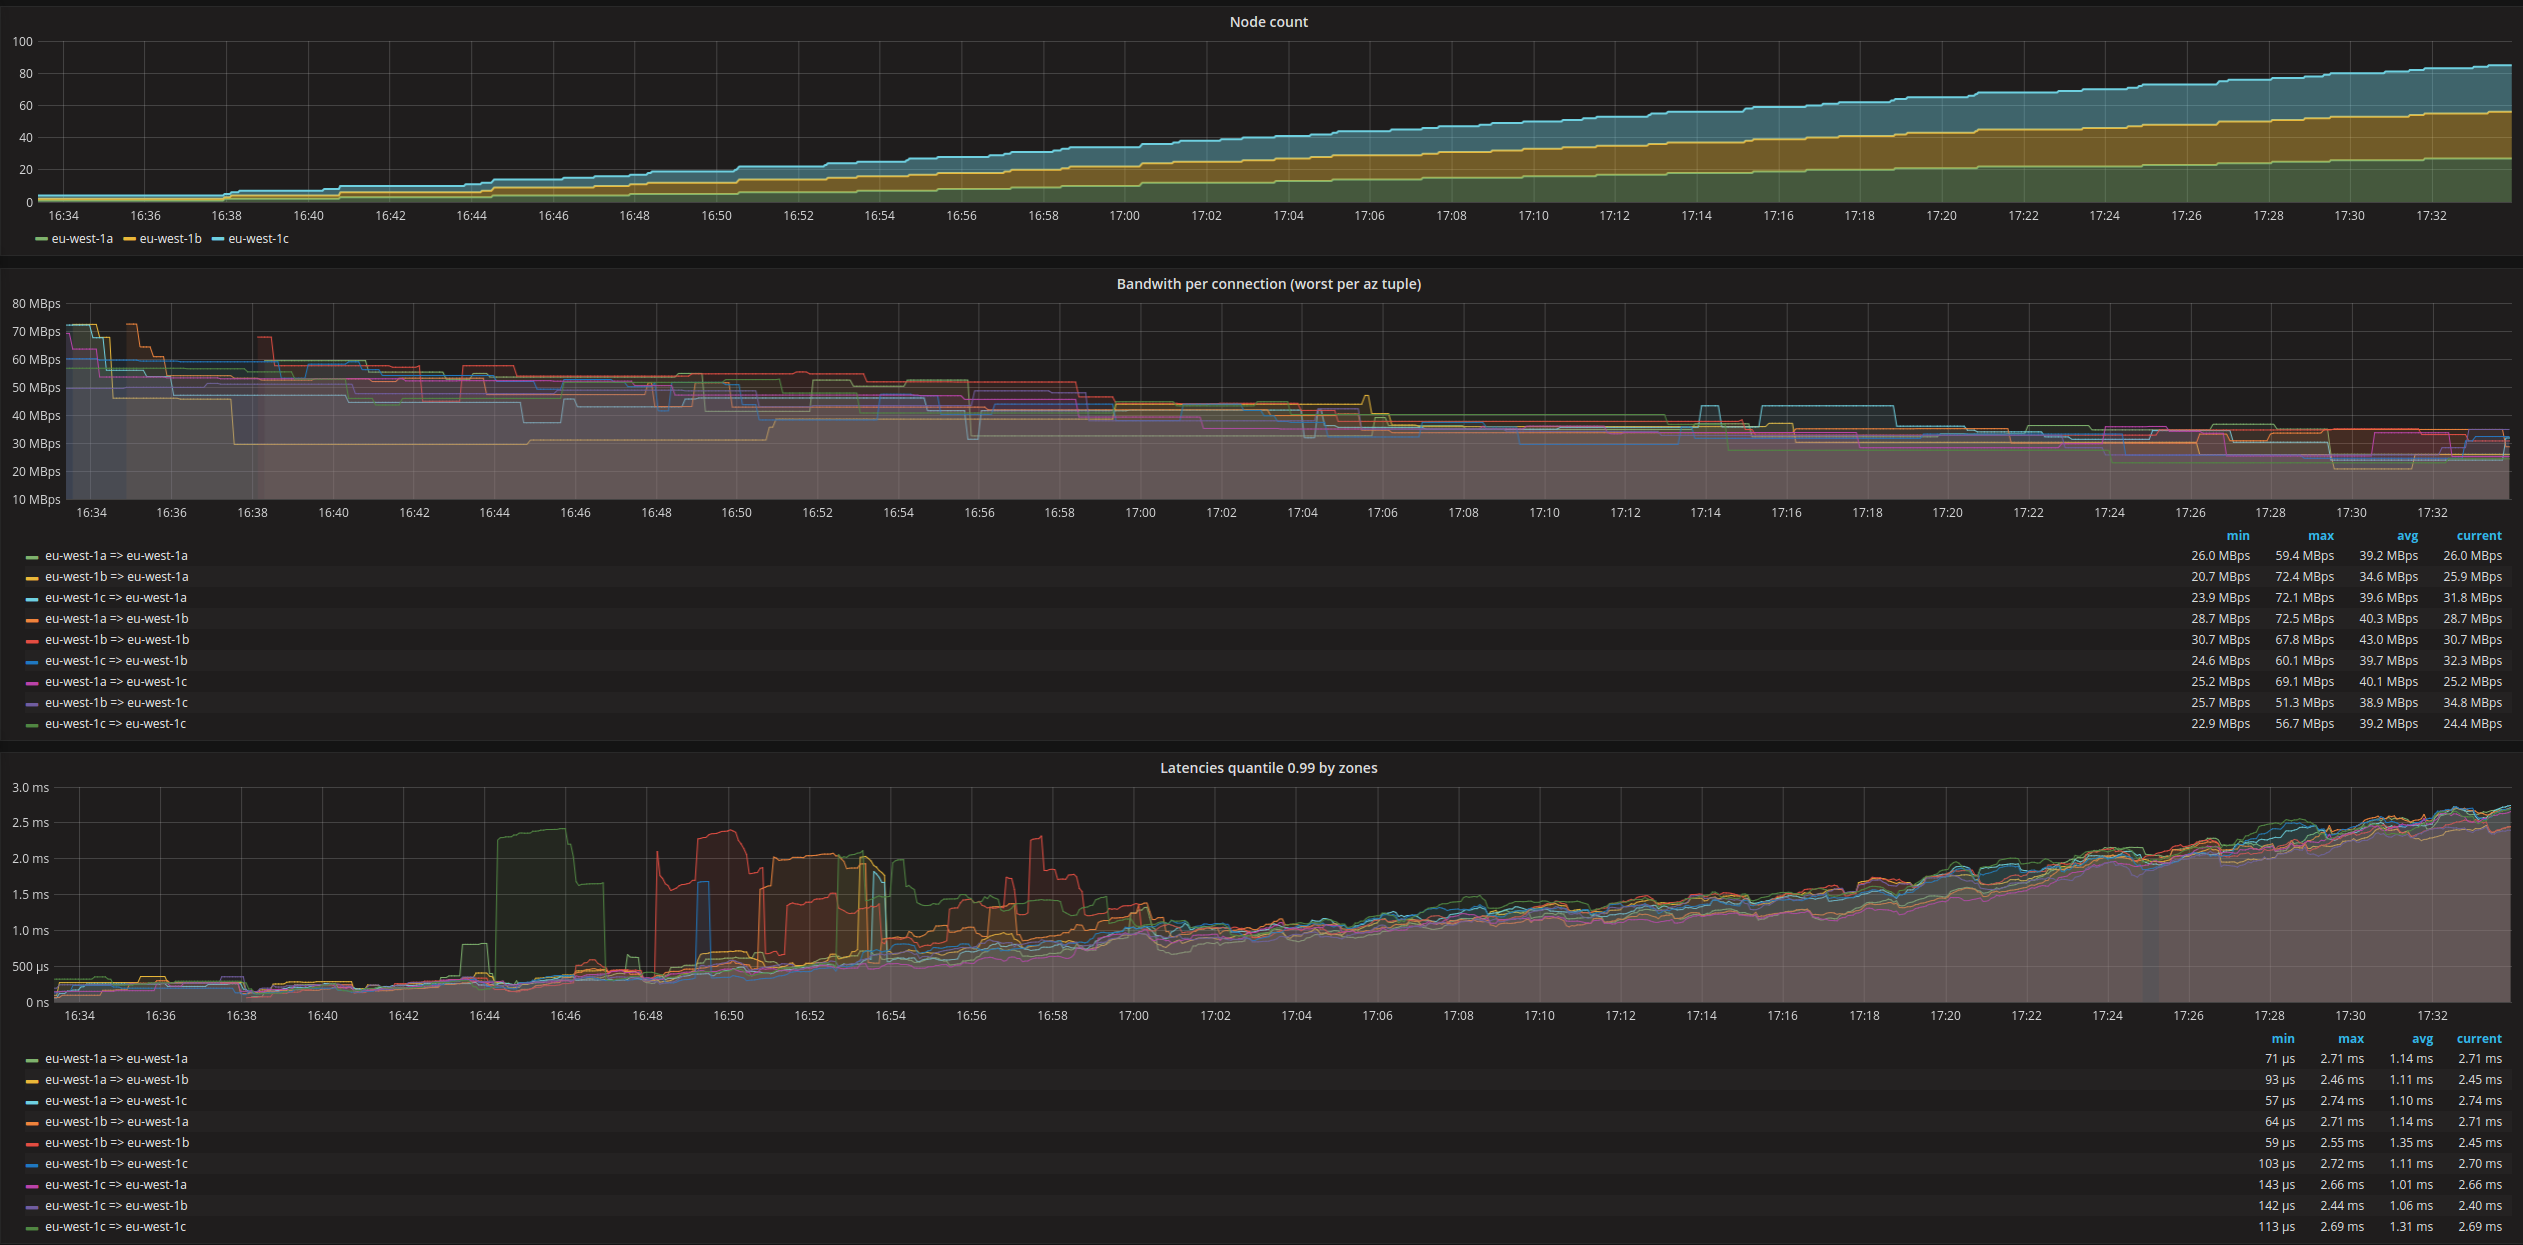 Node count
100
80
60
40
20
0
16:34 16:36 16:38 16:40 16:42 16:44 16:46 16:48 16:50 16:52 16:54 16:56 16:58 17:00 17:02 17:04 17:06 17:08 17:10 17:12 17:14 17:16 17:18 17:20 17:22 17:24 17:26 17:28 17:30 17:32
eu-west-1a eu-west-1b eu-west-1c
Bandwith per connection (worst per az tuple)
80 MBps
70 MBps
60 MBps
50 MBps
40 MBps
30 MBps
20 MBps
10 MBps
16:34 16:36 16:38 16:40 16:42 16:44 16:46 16:48 16:50 16:52 16:54 16:56 16:58 17:00 17:02 17:04 17:06 17:08 17:10 17:12 17:14 17:16 17:18 17:20 17:22 17:24 17:26 17:28 17:30 17:32
min max avg current
eu-west-1a => eu-west-1a 26.0 MBps 59.4 MBps 39.2 MBps 26.0 MBps
eu-west-1b => eu-west-1a 20.7 MBps 72.4 MBps 34.6 MBps 25.9 MBps
eu-west-1c => eu-west-1a 23.9 MBps 72.1 MBps 39.6 MBps 31.8 MBps
eu-west-1a => eu-west-1b 28.7 MBps 72.5 MBps 40.3 MBps 28.7 MBps
eu-west-1b => eu-west-1b 30.7 MBps 67.8 MBps 43.0 MBps 30.7 MBps
eu-west-1c => eu-west-1b 24.6 MBps 60.1 MBps 39.7 MBps 32.3 MBps
eu-west-1a => eu-west-1c 25.2 MBps 69.1 MBps 40.1 MBps 25.2 MBps
eu-west-1b => eu-west-1c 25.7 MBps 51.3 MBps 38.9 MBps 34.8 MBps
eu-west-1c => eu-west-1c 22.9 MBps 56.7 MBps 39.2 MBps 24.4 MBps
Latencies quantile 0.99 by zones
3.0 ms
2.5 ms
2.0 ms
1.5 ms
1.0 ms
500 µs
0 ns
16:34 16:36 16:38 16:40 16:42 16:44 16:46 16:48 16:50 16:52 16:54 16:56 16:58 17:00 17:02 17:04 17:06 17:08 17:10 17:12 17:14 17:16 17:18 17:20 17:22 17:24 17:26 17:28 17:30 17:32
min max avg current
eu-west-1a => eu-west-1a 71 µs 2.71 ms 1.14 ms 2.71 ms
eu-west-1a => eu-west-1b 93 µs 2.46 ms 1.11 ms 2.45 ms
eu-west-1a => eu-west-1c 57 µs 2.74 ms 1.10 ms 2.74 ms
eu-west-1b => eu-west-1a 64 µs 2.71 ms 1.14 ms 2.71 ms
eu-west-1b => eu-west-1b 59 µs 2.55 ms 1.35 ms 2.45 ms
eu-west-1b => eu-west-1c 103 µs 2.72 ms 1.11 ms 2.70 ms
eu-west-1c => eu-west-1a 143 µs 2.66 ms 1.01 ms 2.66 ms
eu-west-1c => eu-west-1b 142 µs 2.44 ms 1.06 ms 2.40 ms
eu-west-1c => eu-west-1c 113 µs 2.69 ms 1.31 ms 2.69 ms